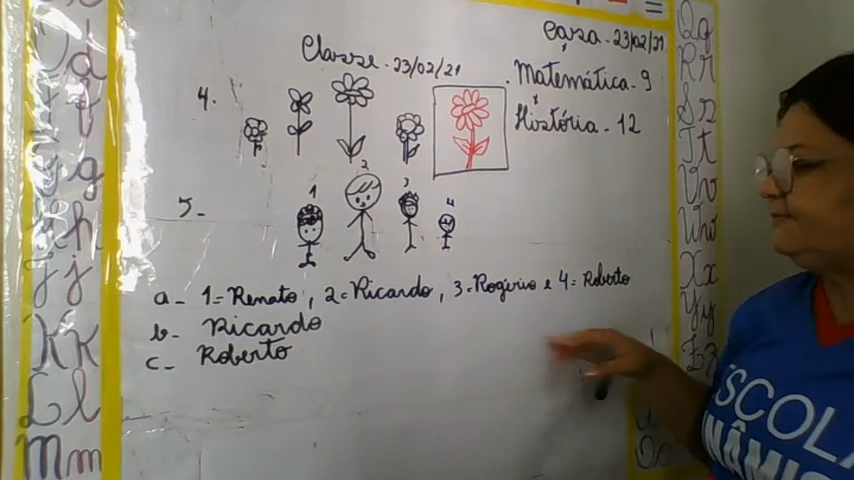 Classe - 23/02/21
Casa - 23/02/21
Matemática - 9
História - 12
4.
5-
1 2 3 4
a- 1= Renato, 2= Ricardo, 3= Rogério e 4= Roberto
b- Ricardo
c- Roberto
d
g
h
J j
K k
L l
M m
Q q
R r
S s
T t
U u
W w
X x
Y y
Z z
ESCOLA